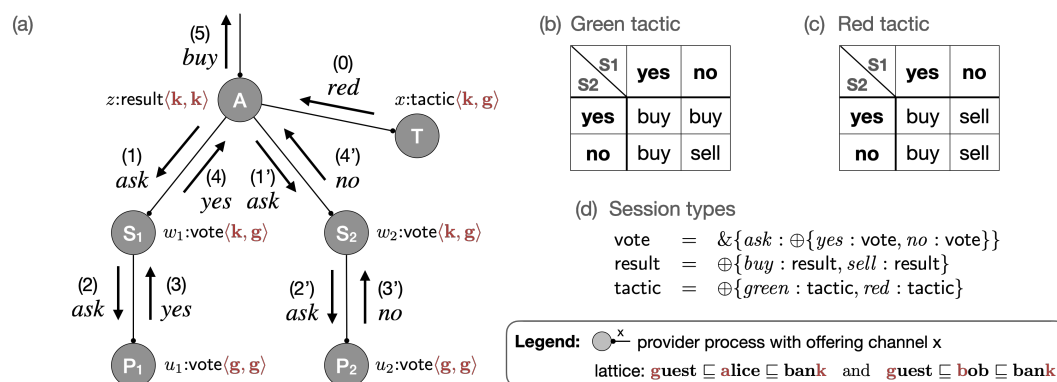 (a)
(5)
buy
(0)
red
z:result⟨k, k⟩
A
x:tactic⟨k, g⟩
T
(1)
ask
(4)
yes
(1')
ask
(4')
no
S1
w1:vote⟨k, g⟩
S2
w2:vote⟨k, g⟩
(2)
ask
(3)
yes
(2')
ask
(3')
no
P1
u1:vote⟨g, g⟩
P2
u2:vote⟨g, g⟩
(b) Green tactic
S1 yes no
S2
yes buy buy
no buy sell
(c) Red tactic
S1 yes no
S2
yes buy sell
no buy sell
(d) Session types
vote = &{ask : ⊕{yes : vote, no : vote}}
result = ⊕{buy : result, sell : result}
tactic = ⊕{green : tactic, red : tactic}
Legend: x provider process with offering channel x
lattice: guest ⊑ alice ⊑ bank and guest ⊑ bob ⊑ bank